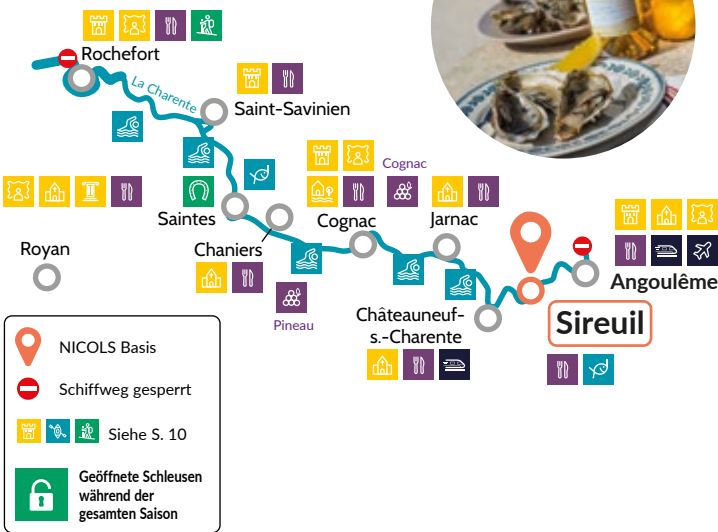 Rochefort
La Charente
Saint-Savinien
Cognac
Saintes
Chaniers
Cognac
Jarnac
Royan
Pineau
Châteauneuf-
s.-Charente
Angoulême
Sireuil
NICOLS Basis
Schiffweg gesperrt
Siehe S. 10
Geöffnete Schleusen
während der
gesamten Saison